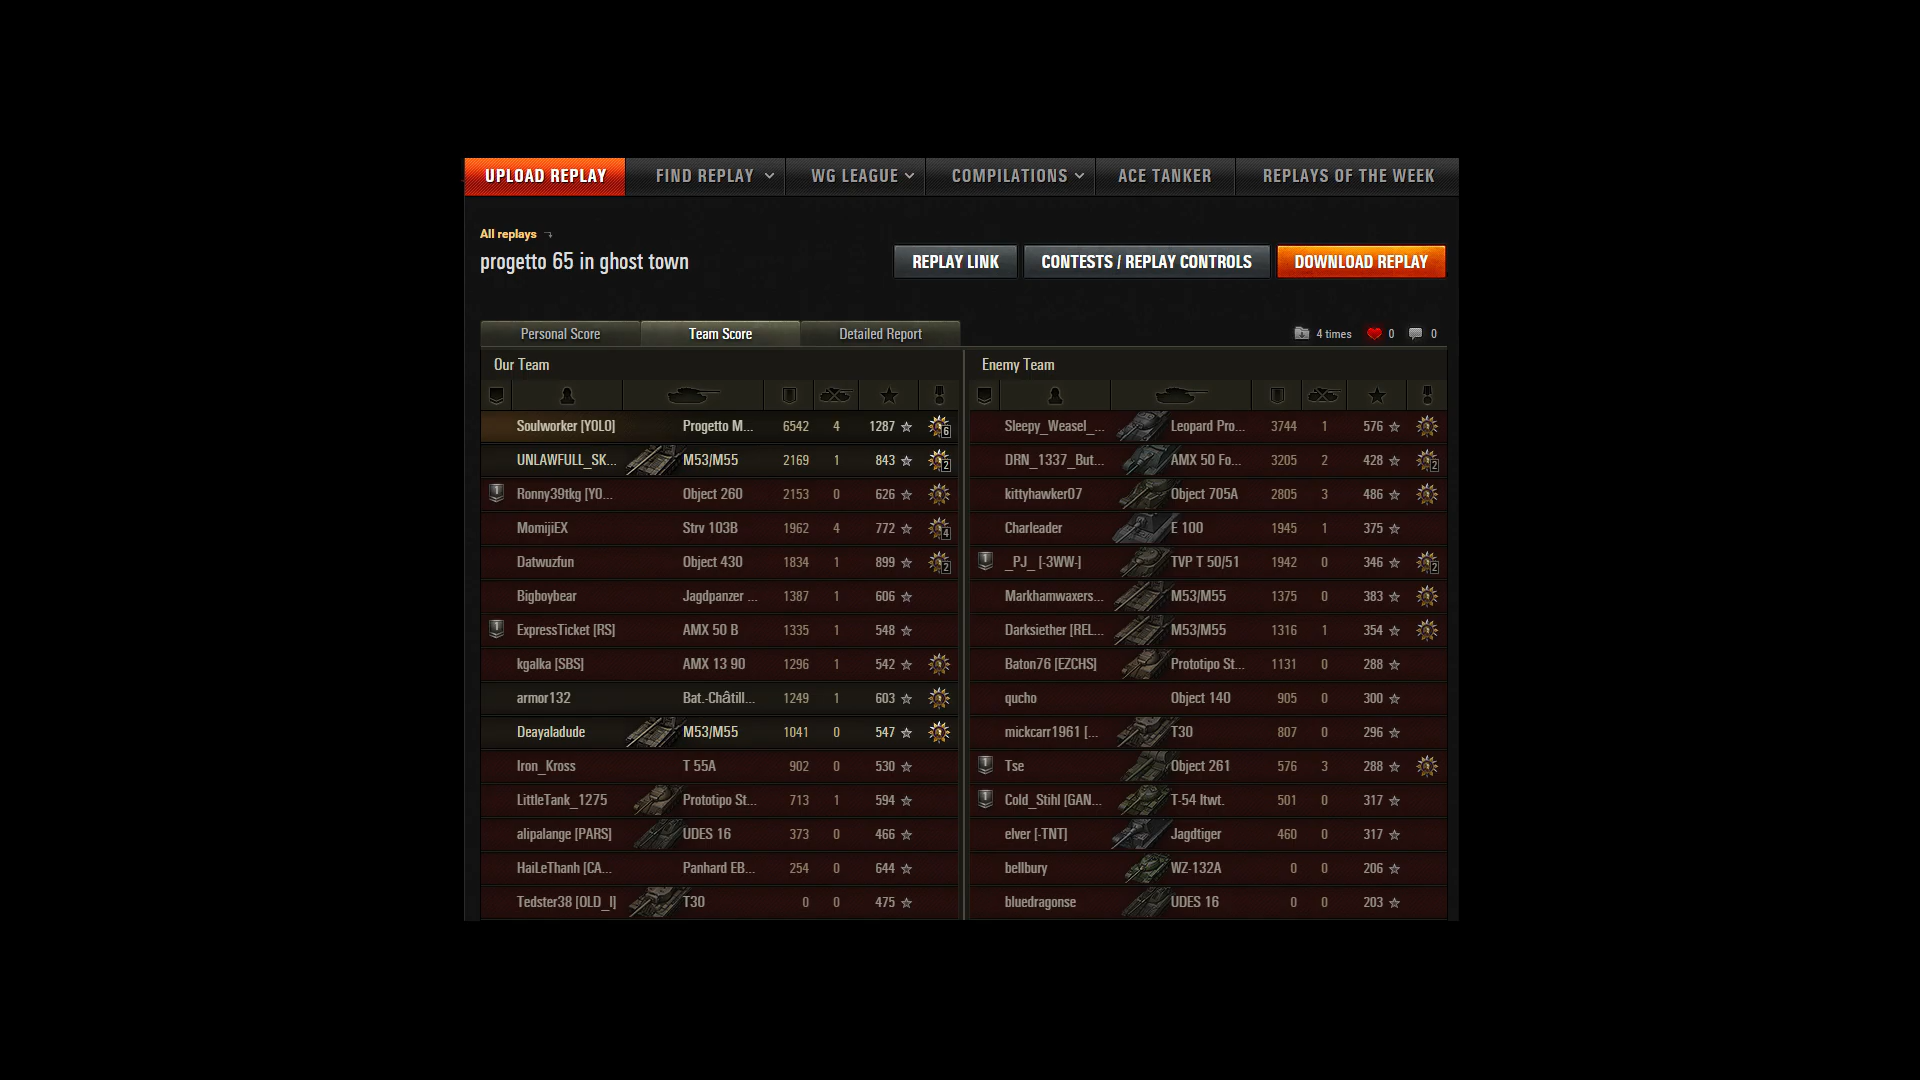 UPLOAD REPLAY FIND REPLAY WG LEAGUE COMPILATIONS ACE TANKER REPLAYS OF THE WEEK
All replays
progetto 65 in ghost town REPLAY LINK CONTESTS / REPLAY CONTROLS DOWNLOAD REPLAY
Personal Score Team Score Detailed Report 4 times 0 0
Our Team Enemy Team
Soulworker [YOLO] Progetto M... 6542 4 1287 6 Sleepy_Weasel_... Leopard Pro... 3744 1 576
UNLAWFULL_SK... M53/M55 2169 1 843 2 DRN_1337_But... AMX 50 Fo... 3205 2 428 2
1 Ronny39tkg [YO... Object 260 2153 0 626 kittyhawker07 Object 705A 2805 3 486
MomijiEX Strv 103B 1962 4 772 4 Charleader E 100 1945 1 375
Datwuzfun Object 430 1834 1 899 2 1 _PJ_ [-3WW-] TVP T 50/51 1942 0 346 2
Bigboybear Jagdpanzer ... 1387 1 606 Markhamwaxers... M53/M55 1375 0 383
1 ExpressTicket [RS] AMX 50 B 1335 1 548 Darksiether [REL... M53/M55 1316 1 354
kgalka [SBS] AMX 13 90 1296 1 542 Baton76 [EZCHS] Prototipo St... 1131 0 288
armor132 Bat.-Châtill... 1249 1 603 qucho Object 140 905 0 300
Deayaladude M53/M55 1041 0 547 mickcarr1961 [... T30 807 0 296
Iron_Kross T 55A 902 0 530 1 Tse Object 261 576 3 288
LittleTank_1275 Prototipo St... 713 1 594 1 Cold_Stihl [GAN... T-54 ltwt. 501 0 317
alipalange [PARS] UDES 16 373 0 466 elver [-TNT] Jagdtiger 460 0 317
HaiLeThanh [CA... Panhard EB... 254 0 644 bellbury WZ-132A 0 0 206
Tedster38 [OLD_I] T30 0 0 475 bluedragonse UDES 16 0 0 203